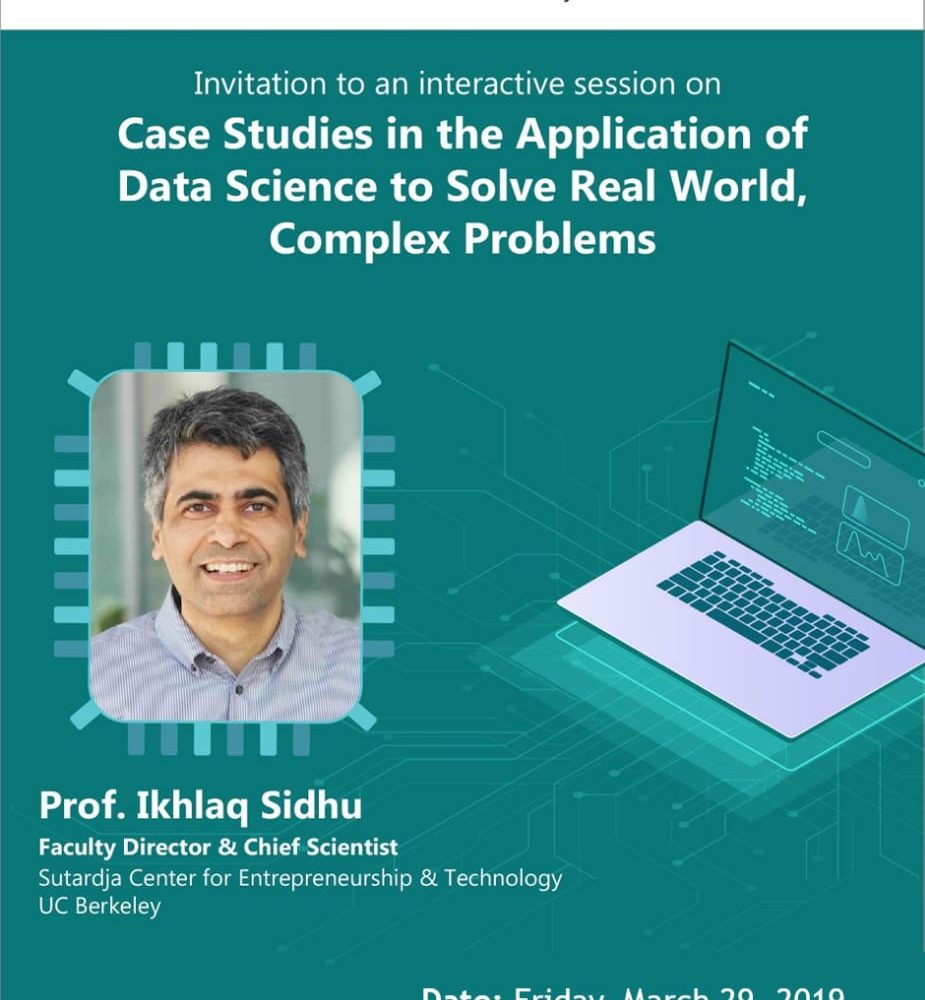 Invitation to an interactive session on
Case Studies in the Application of
Data Science to Solve Real World,
Complex Problems
Prof. Ikhlaq Sidhu
Faculty Director & Chief Scientist
Sutardja Center for Entrepreneurship & Technology
UC Berkeley
Date: Friday, March 29, 2019